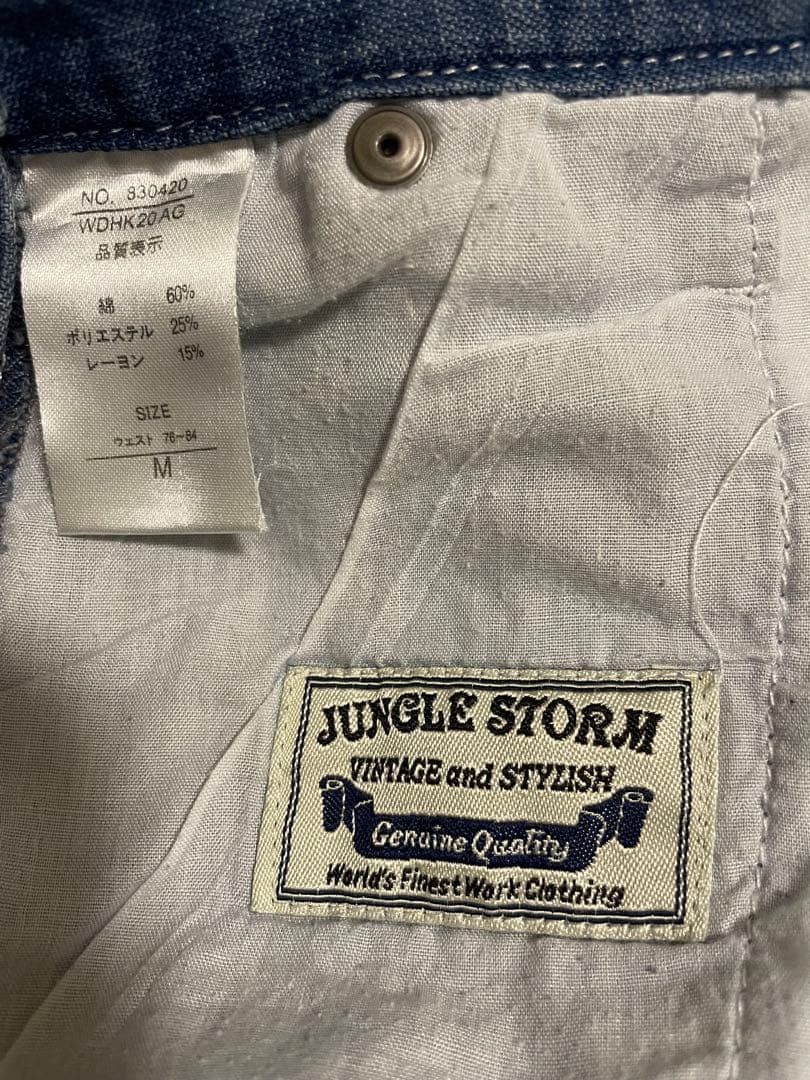 NO. 830420
WDHK20AG
品質表示
綿 60%
ポリエステル 25%
レーヨン 15%
SIZE
ウェスト 76~84
M
JUNGLE STORM
VINTAGE and STYLISH
Genuine Quality
World's Finest Work Clothing